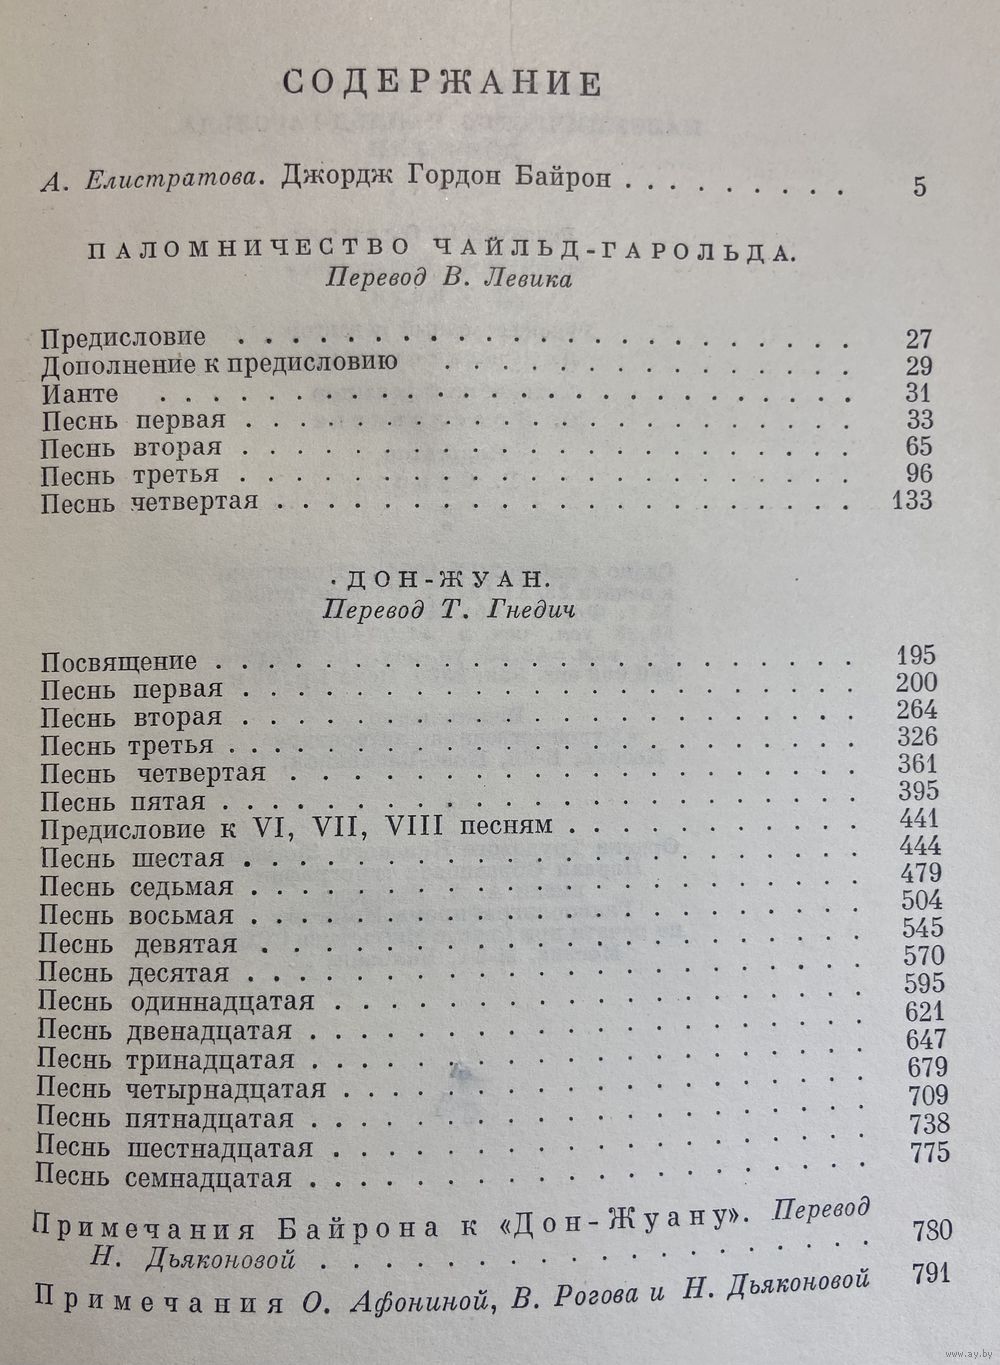 СОДЕРЖАНИЕ
А. Елистратова. Джордж Гордон Байрон . . . . . . . . . 5
ПАЛОМНИЧЕСТВО ЧАЙЛЬД-ГАРОЛЬДА.
Перевод В. Левика
Предисловие . . . . . . . . . . . . . . . . . . . . . . 27
Дополнение к предисловию . . . . . . . . . . . . . . . 29
Ианте . . . . . . . . . . . . . . . . . . . . . . . . . 31
Песнь первая . . . . . . . . . . . . . . . . . . . . . . 33
Песнь вторая . . . . . . . . . . . . . . . . . . . . . . 65
Песнь третья . . . . . . . . . . . . . . . . . . . . . . 96
Песнь четвертая . . . . . . . . . . . . . . . . . . . . . 133
ДОН-ЖУАН.
Перевод Т. Гнедич
Посвящение . . . . . . . . . . . . . . . . . . . . . . . 195
Песнь первая . . . . . . . . . . . . . . . . . . . . . . 200
Песнь вторая . . . . . . . . . . . . . . . . . . . . . . 264
Песнь третья . . . . . . . . . . . . . . . . . . . . . . 326
Песнь четвертая . . . . . . . . . . . . . . . . . . . . 361
Песнь пятая . . . . . . . . . . . . . . . . . . . . . . . 395
Предисловие к VI, VII, VIII песням . . . . . . . . . . . 441
Песнь шестая . . . . . . . . . . . . . . . . . . . . . . 444
Песнь седьмая . . . . . . . . . . . . . . . . . . . . . . 479
Песнь восьмая . . . . . . . . . . . . . . . . . . . . . . 504
Песнь девятая . . . . . . . . . . . . . . . . . . . . . . 545
Песнь десятая . . . . . . . . . . . . . . . . . . . . . . 570
Песнь одиннадцатая . . . . . . . . . . . . . . . . . . . 595
Песнь двенадцатая . . . . . . . . . . . . . . . . . . . . 621
Песнь тринадцатая . . . . . . . . . . . . . . . . . . . . 647
Песнь четырнадцатая . . . . . . . . . . . . . . . . . . . 679
Песнь пятнадцатая . . . . . . . . . . . . . . . . . . . . 709
Песнь шестнадцатая . . . . . . . . . . . . . . . . . . . 738
Песнь семнадцатая . . . . . . . . . . . . . . . . . . . . 775
Примечания Байрона к «Дон-Жуану». Перевод
Н. Дьяконовой . . . . . . . . . . . . . . . . . . . . 780
Примечания О. Афониной, В. Рогова и Н. Дьяконовой 791
www.ay.by